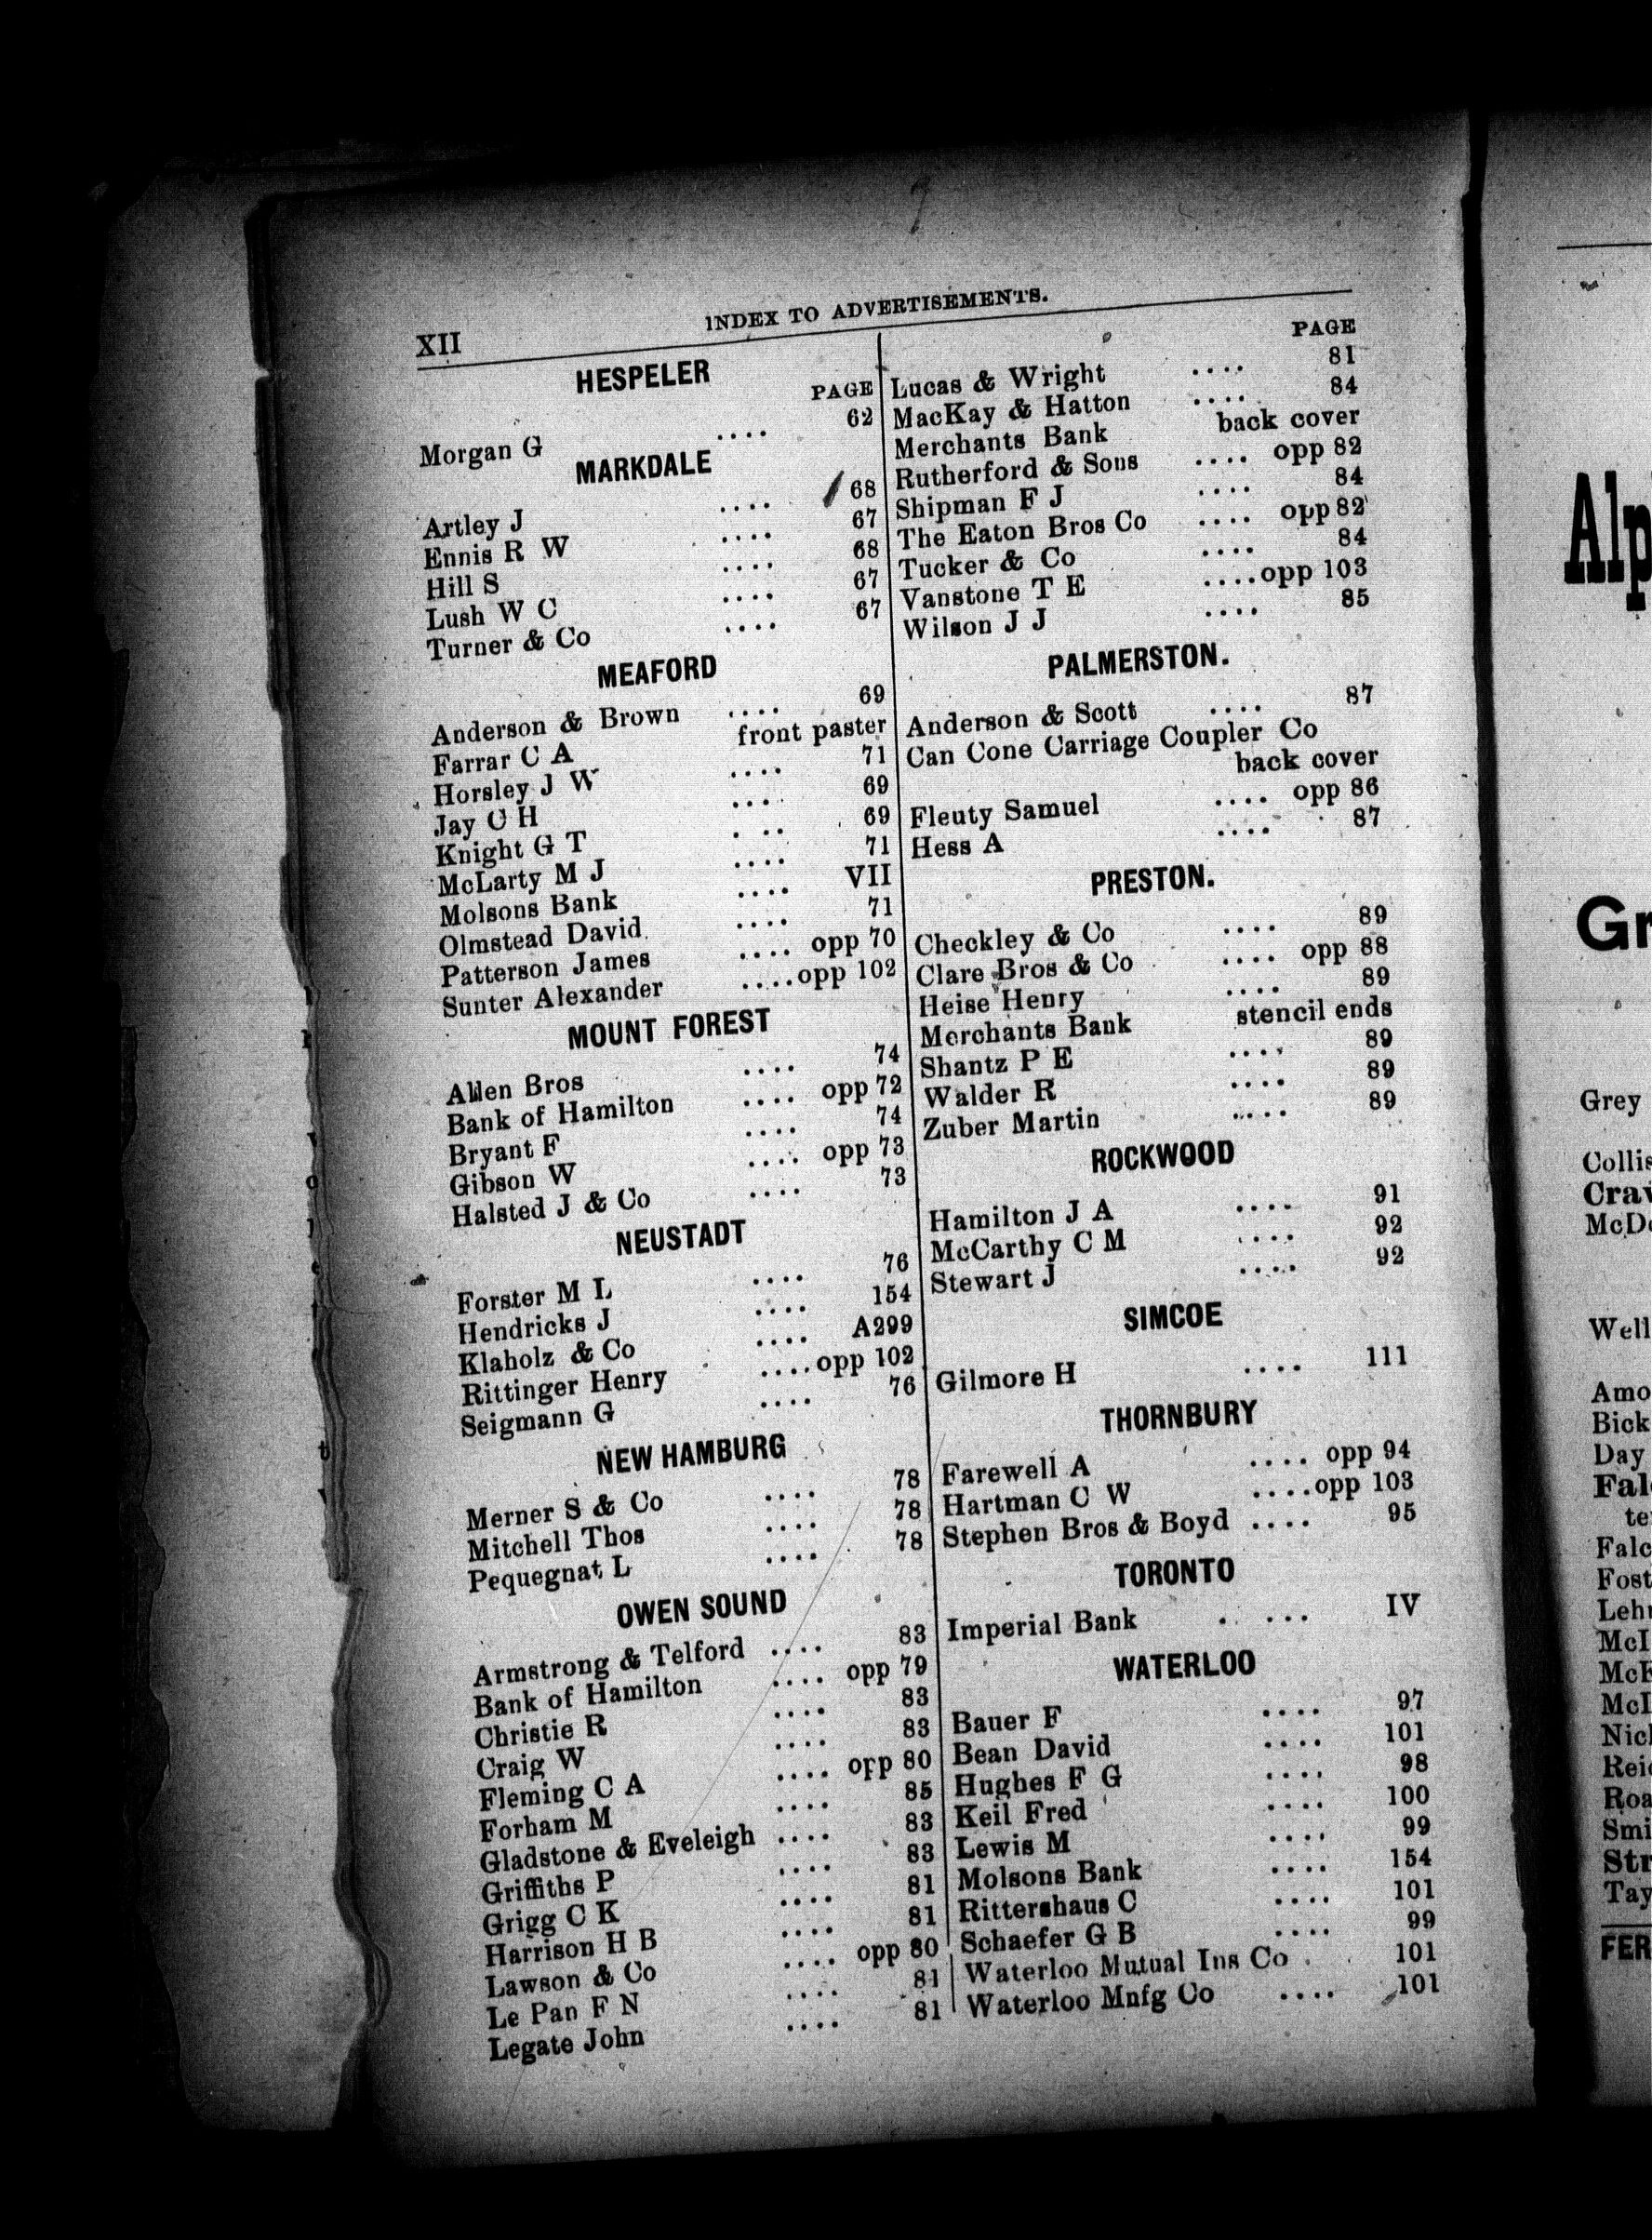 XII
INDEX TO ADVERTISEMENTS.
HESPELER
PAGE
Morgan G .... 62
MARKDALE
Artley J .... 68
Ennis R W .... 67
Hill S .... 68
Lush W C .... 67
Turner & Co .... 67
MEAFORD
Anderson & Brown .... 69
Farrar C A front paster
Horsley J W .... 71
Jay C H .... 69
Knight G T .... 69
McLarty M J .... 71
Molsons Bank .... VII
Olmstead David .... 71
Patterson James .... opp 70
Sunter Alexander ....opp 102
MOUNT FOREST
Allen Bros .... 74
Bank of Hamilton .... opp 72
Bryant F .... 74
Gibson W .... opp 73
Halsted J & Co .... 73
NEUSTADT
Forster M L .... 76
Hendricks J .... 154
Klaholz & Co .... A299
Rittinger Henry ....opp 102
Seigmann G .... 76
NEW HAMBURG
Merner S & Co .... 78
Mitchell Thos .... 78
Pequegnat L .... 78
OWEN SOUND
Armstrong & Telford .... 83
Bank of Hamilton .... opp 79
Christie R .... 83
Craig W .... 83
Fleming C A .... opp 80
Forham M .... 85
Gladstone & Eveleigh .... 83
Griffiths P .... 83
Grigg C K .... 81
Harrison H B .... 81
Lawson & Co .... opp 80
Le Pan F N .... 81
Legate John .... 81
PAGE
Lucas & Wright .... 81
MacKay & Hatton .... 84
Merchants Bank back cover
Rutherford & Sons .... opp 82
Shipman F J .... 84
The Eaton Bros Co .... opp 82
Tucker & Co .... 84
Vanstone T E ....opp 103
Wilson J J .... 85
PALMERSTON.
Anderson & Scott .... 87
Can Cone Carriage Coupler Co
back cover
Fleuty Samuel .... opp 86
Hess A .... 87
PRESTON.
Checkley & Co .... 89
Clare Bros & Co .... opp 88
Heise Henry .... 89
Merchants Bank stencil ends
Shantz P E .... 89
Walder R .... 89
Zuber Martin .... 89
ROCKWOOD
Hamilton J A .... 91
McCarthy C M .... 92
Stewart J .... 92
SIMCOE
Gilmore H .... 111
THORNBURY
Farewell A .... opp 94
Hartman C W ....opp 103
Stephen Bros & Boyd .... 95
TORONTO
Imperial Bank . ... IV
WATERLOO
Bauer F .... 97
Bean David .... 101
Hughes F G .... 98
Keil Fred .... 100
Lewis M .... 99
Molsons Bank .... 154
Rittershaus C .... 101
Schaefer G B .... 99
Waterloo Mutual Ins Co . . 101
Waterloo Mnfg Co .... 101
Grey
Day